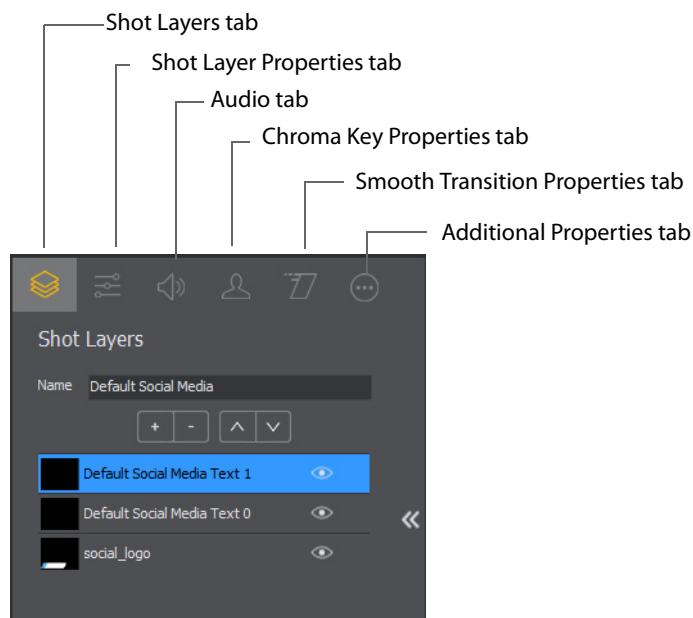 Shot Layers tab
Shot Layer Properties tab
Audio tab
Chroma Key Properties tab
Smooth Transition Properties tab
Additional Properties tab
Shot Layers
Name Default Social Media
+ -
Default Social Media Text 1
Default Social Media Text 0
social_logo